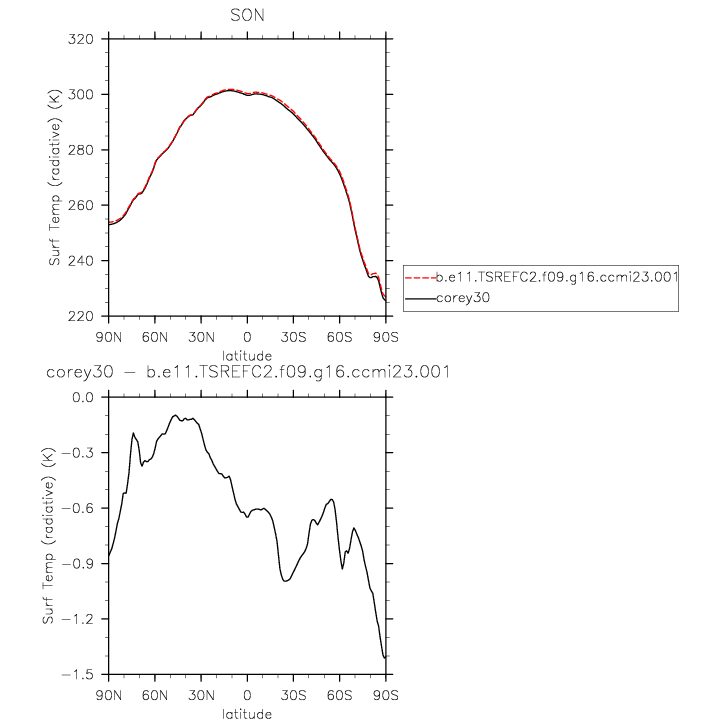 SON
320
300
280
260
240
220
Surf Temp (radiative) (K)
90N 60N 30N 0 30S 60S 90S
latitude
b.e11.TSREFC2.f09.g16.ccmi23.001
corey30
corey30 − b.e11.TSREFC2.f09.g16.ccmi23.001
0.0
−0.3
−0.6
−0.9
−1.2
−1.5
Surf Temp (radiative) (K)
90N 60N 30N 0 30S 60S 90S
latitude